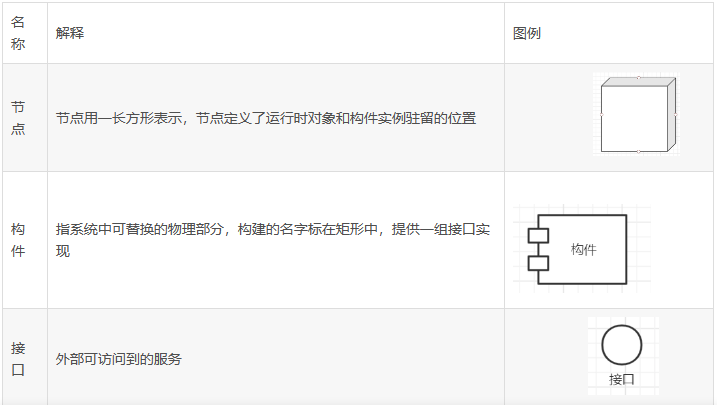 名称
解释
图例
节点
节点用一长方形表示，节点定义了运行时对象和构件实例驻留的位置
构件
指系统中可替换的物理部分，构建的名字标在矩形中，提供一组接口实
现
构件
接口
外部可访问到的服务
接口